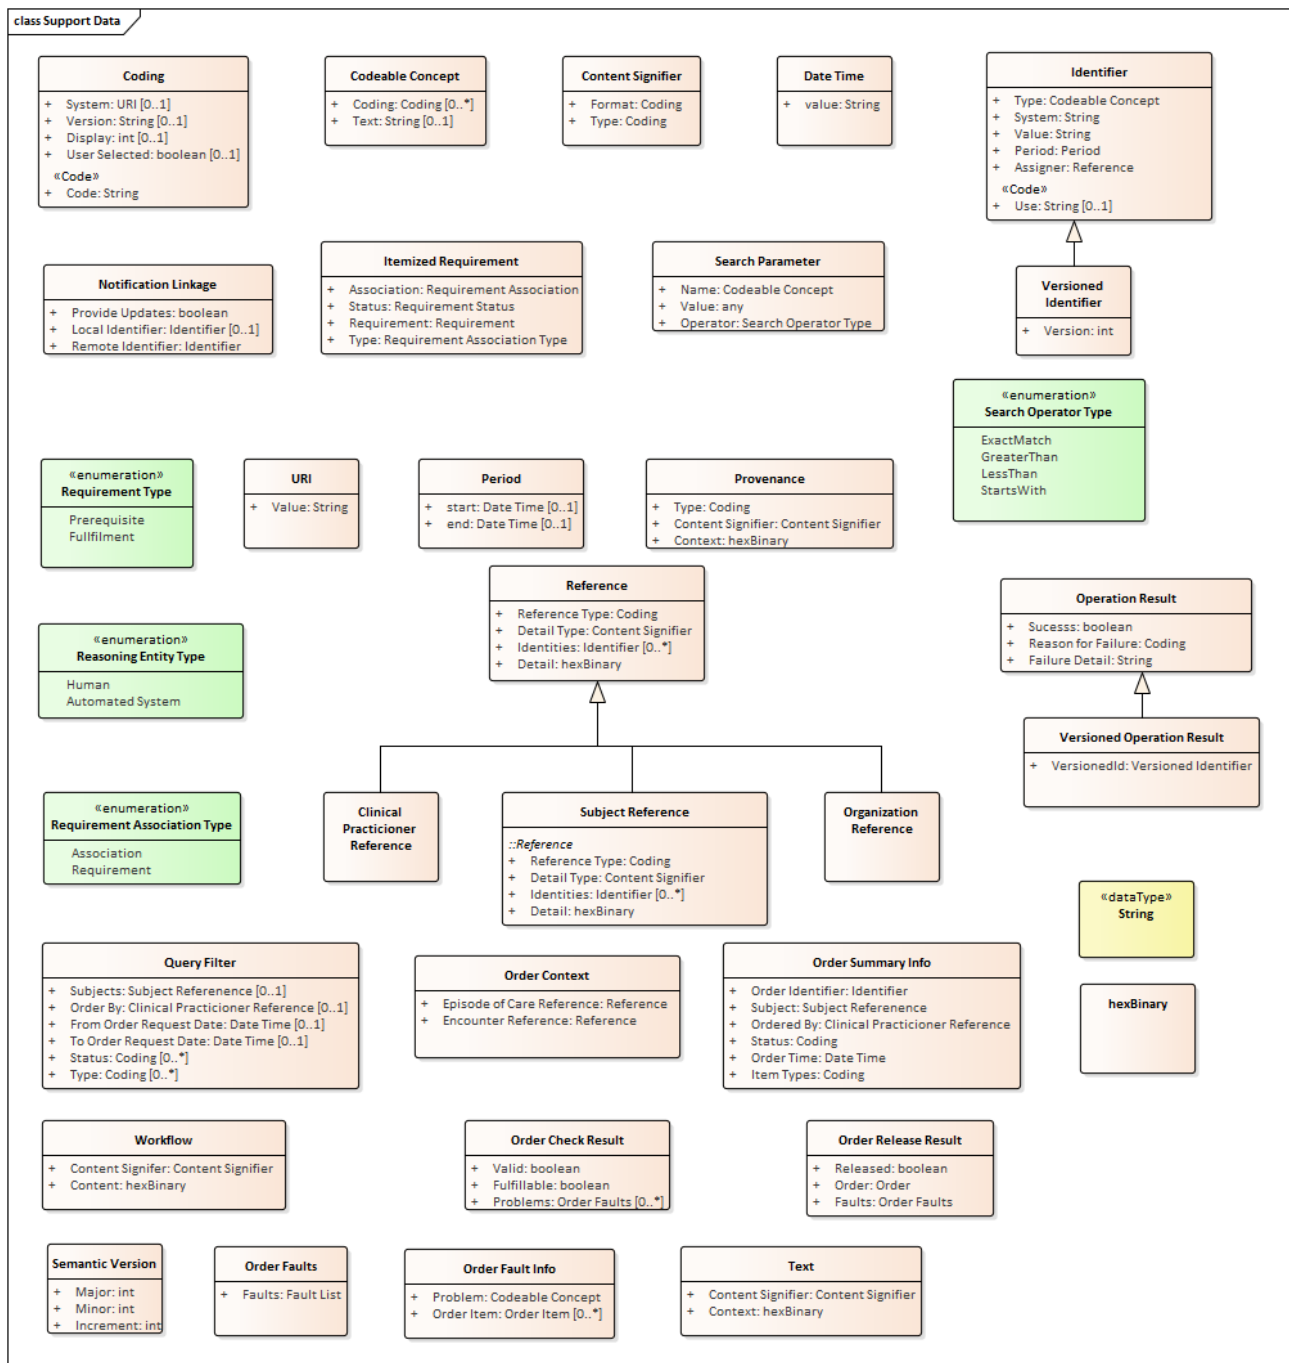 class Support Data
Coding
+ System: URI [0..1]
+ Version: String [0..1]
+ Display: int [0..1]
+ User Selected: boolean [0..1]
«Code»
+ Code: String
Codeable Concept
+ Coding: Coding [0..*]
+ Text: String [0..1]
Content Signifier
+ Format: Coding
+ Type: Coding
Date Time
+ value: String
Identifier
+ Type: Codeable Concept
+ System: String
+ Value: String
+ Period: Period
+ Assigner: Reference
«Code»
+ Use: String [0..1]
Notification Linkage
+ Provide Updates: boolean
+ Local Identifier: Identifier [0..1]
+ Remote Identifier: Identifier
Itemized Requirement
+ Association: Requirement Association
+ Status: Requirement Status
+ Requirement: Requirement
+ Type: Requirement Association Type
Search Parameter
+ Name: Codeable Concept
+ Value: any
+ Operator: Search Operator Type
Versioned
Identifier
+ Version: int
«enumeration»
Search Operator Type
ExactMatch
GreaterThan
LessThan
StartsWith
«enumeration»
Requirement Type
Prerequisite
Fullfilment
URI
+ Value: String
Period
+ start: Date Time [0..1]
+ end: Date Time [0..1]
Provenance
+ Type: Coding
+ Content Signifier: Content Signifier
+ Context: hexBinary
Reference
+ Reference Type: Coding
+ Detail Type: Content Signifier
+ Identities: Identifier [0..*]
+ Detail: hexBinary
Operation Result
+ Sucesss: boolean
+ Reason for Failure: Coding
+ Failure Detail: String
«enumeration»
Reasoning Entity Type
Human
Automated System
Versioned Operation Result
+ VersionedId: Versioned Identifier
«enumeration»
Requirement Association Type
Association
Requirement
Clinical
Practicioner
Reference
Subject Reference
::Reference
+ Reference Type: Coding
+ Detail Type: Content Signifier
+ Identities: Identifier [0..*]
+ Detail: hexBinary
Organization
Reference
«dataType»
String
Query Filter
+ Subjects: Subject Referenence [0..1]
+ Order By: Clinical Practicioner Reference [0..1]
+ From Order Request Date: Date Time [0..1]
+ To Order Request Date: Date Time [0..1]
+ Status: Coding [0..*]
+ Type: Coding [0..*]
Order Context
+ Episode of Care Reference: Reference
+ Encounter Reference: Reference
Order Summary Info
+ Order Identifier: Identifier
+ Subject: Subject Referenence
+ Ordered By: Clinical Practicioner Reference
+ Status: Coding
+ Order Time: Date Time
+ Item Types: Coding
hexBinary
Workflow
+ Content Signifer: Content Signifier
+ Content: hexBinary
Order Check Result
+ Valid: boolean
+ Fulfillable: boolean
+ Problems: Order Faults [0..*]
Order Release Result
+ Released: boolean
+ Order: Order
+ Faults: Order Faults
Semantic Version
+ Major: int
+ Minor: int
+ Increment: int
Order Faults
+ Faults: Fault List
Order Fault Info
+ Problem: Codeable Concept
+ Order Item: Order Item [0..*]
Text
+ Content Signifier: Content Signifier
+ Context: hexBinary